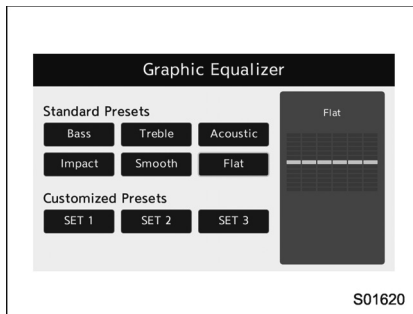 Graphic Equalizer
Standard Presets
Bass Treble Acoustic
Impact Smooth Flat
Customized Presets
SET 1 SET 2 SET 3
Flat
S01620